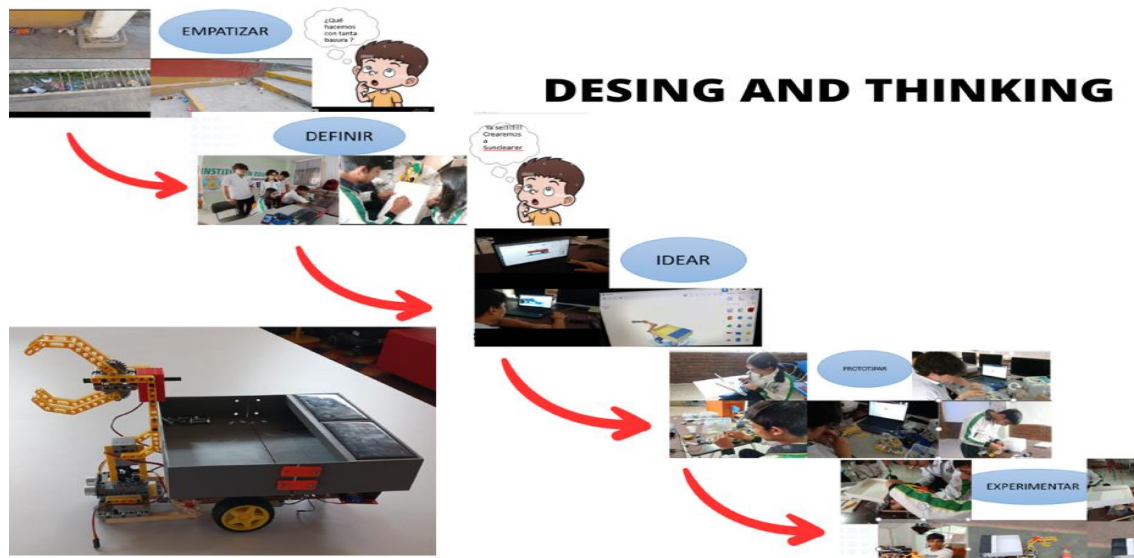 EMPATIZAR
¿Qué
hacemos
con tanta
basura ?
DESING AND THINKING
DEFINIR
Ya se!!!!!!
Crearemos
a
Sunclearer
IDEAR
PROTOTIPAR
EXPERIMENTAR